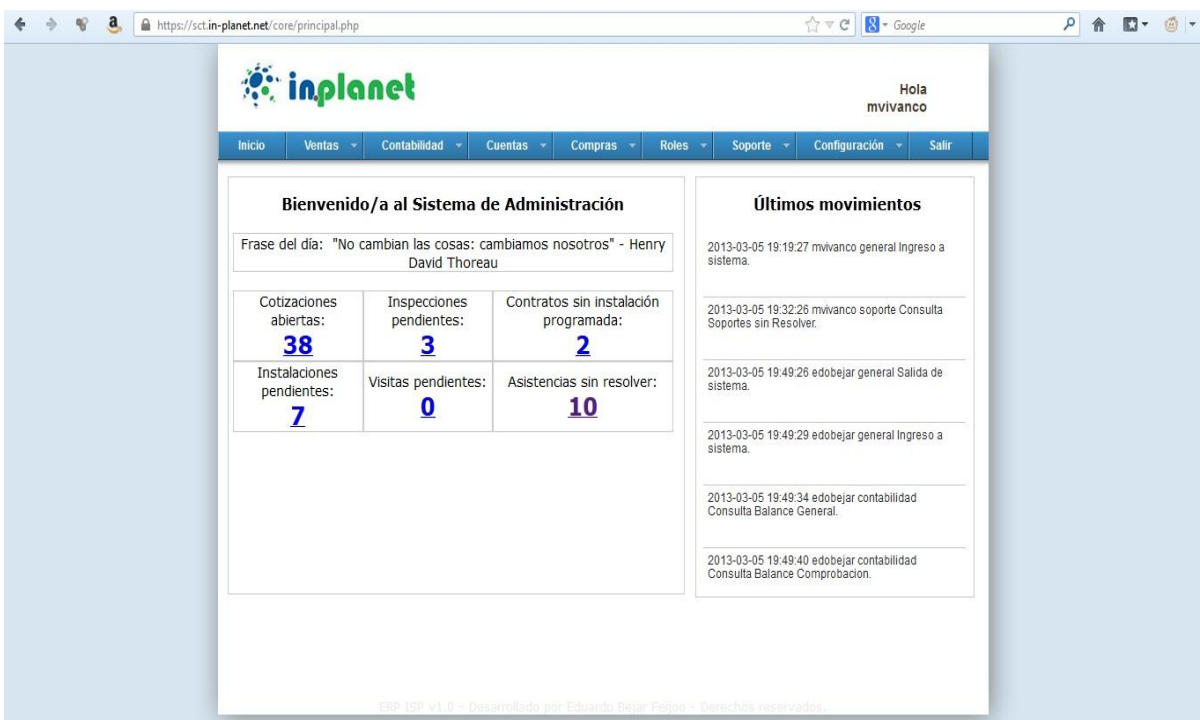 https://sct.in-planet.net/core/principal.php
Google
in.planet
Hola
mvivanco
Inicio Ventas Contabilidad Cuentas Compras Roles Soporte Configuración Salir
Bienvenido/a al Sistema de Administración
Frase del día: "No cambian las cosas: cambiamos nosotros" - Henry
David Thoreau
Cotizaciones
abiertas:
38
Inspecciones
pendientes:
3
Contratos sin instalación
programada:
2
Instalaciones
pendientes:
7
Visitas pendientes:
0
Asistencias sin resolver:
10
Últimos movimientos
2013-03-05 19:19:27 mvivanco general Ingreso a
sistema.
2013-03-05 19:32:26 mvivanco soporte Consulta
Soportes sin Resolver.
2013-03-05 19:49:26 edobejar general Salida de
sistema.
2013-03-05 19:49:29 edobejar general Ingreso a
sistema.
2013-03-05 19:49:34 edobejar contabilidad
Consulta Balance General.
2013-03-05 19:49:40 edobejar contabilidad
Consulta Balance Comprobacion.
ERP ISP v1.0 - Desarrollado por Eduardo Bejar Feijoo - Derechos reservados.